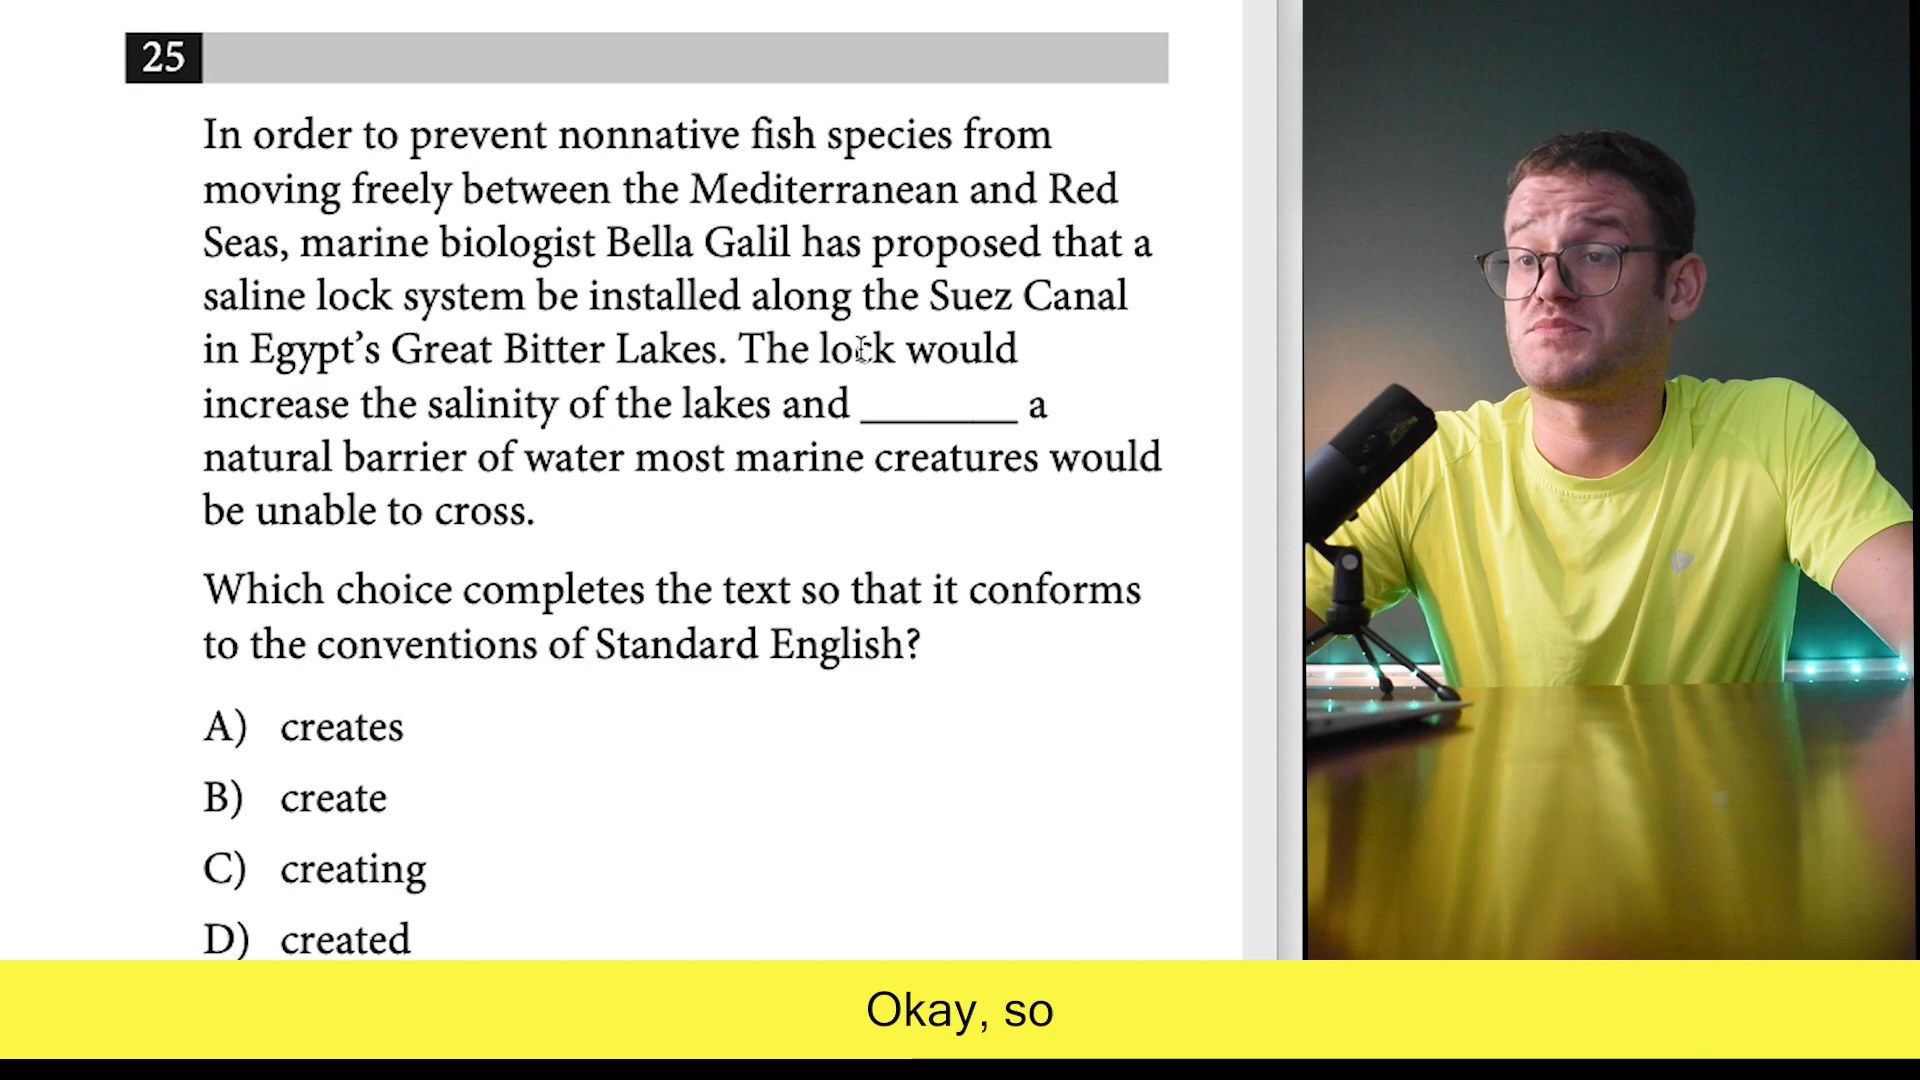 25
In order to prevent nonnative fish species from
moving freely between the Mediterranean and Red
Seas, marine biologist Bella Galil has proposed that a
saline lock system be installed along the Suez Canal
in Egypt’s Great Bitter Lakes. The lock would
increase the salinity of the lakes and ________ a
natural barrier of water most marine creatures would
be unable to cross.
Which choice completes the text so that it conforms
to the conventions of Standard English?
A) creates
B) create
C) creating
D) created
Okay, so